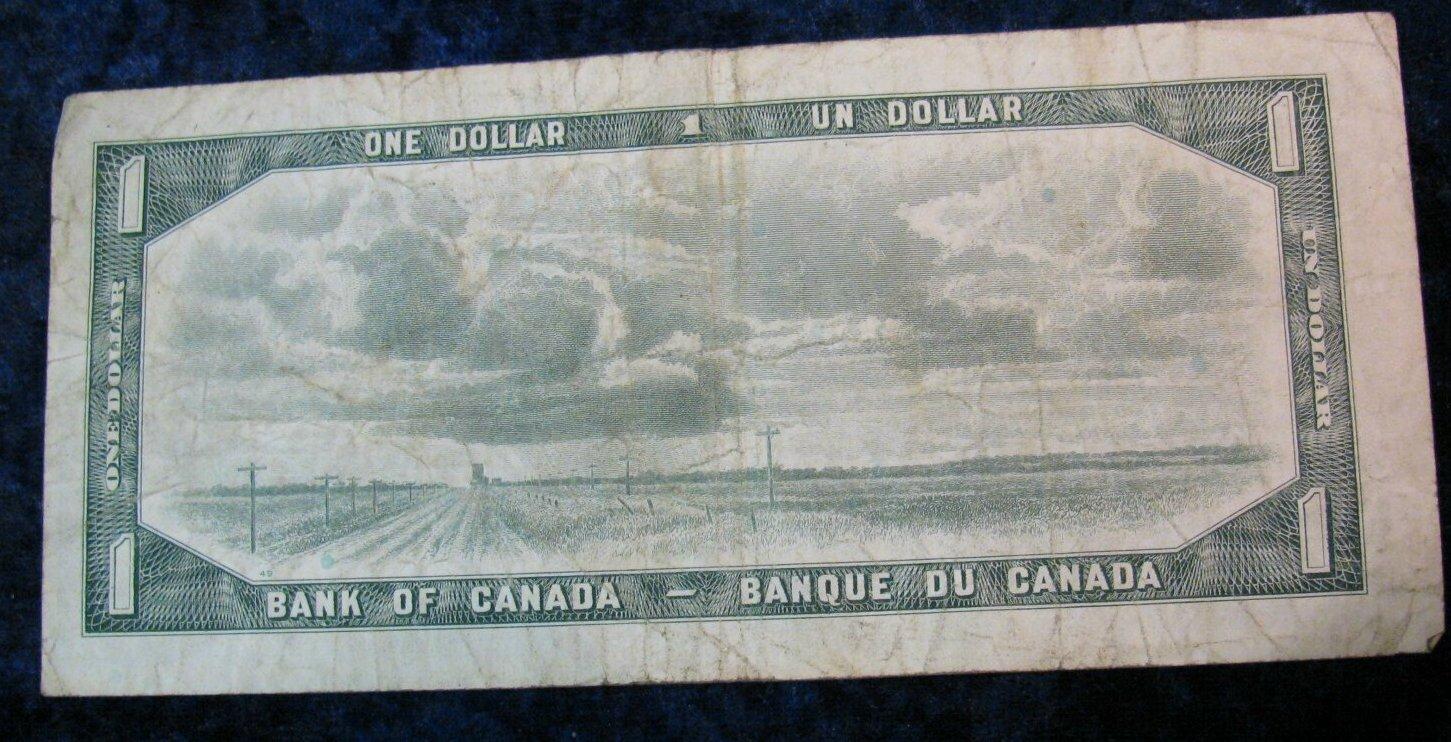 ONE DOLLAR 1 UN DOLLAR
1 1
ONE DOLLAR
UN DOLLAR
1 1
49
BANK OF CANADA – BANQUE DU CANADA